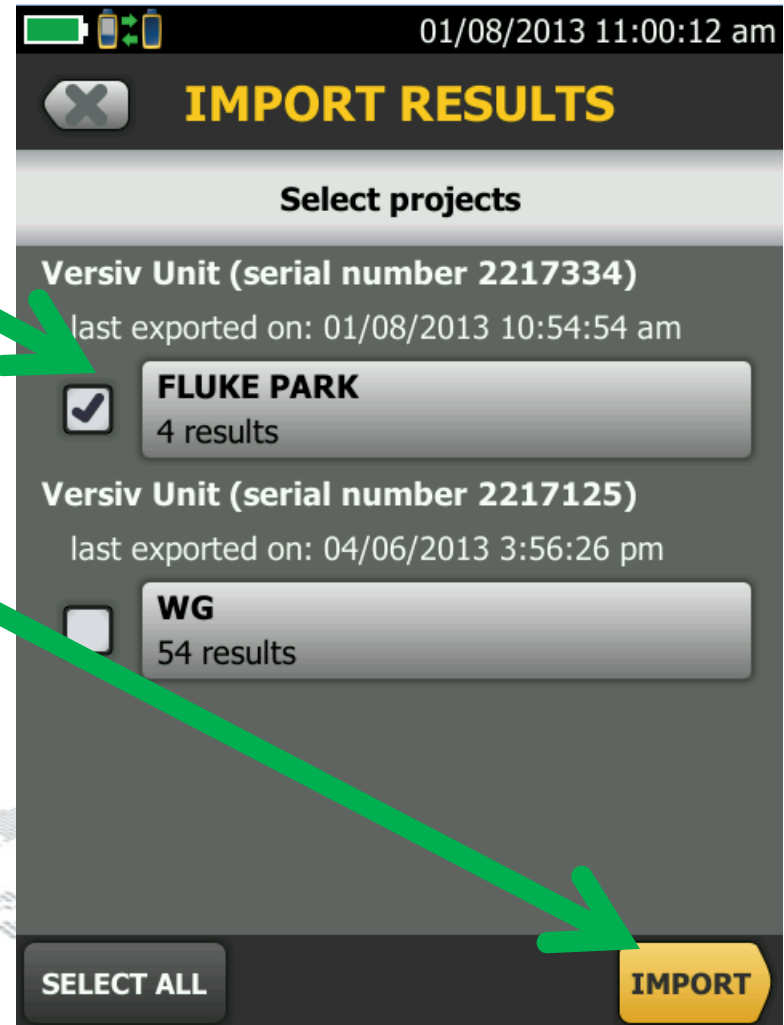 01/08/2013 11:00:12 am
IMPORT RESULTS
Select projects
Versiv Unit (serial number 2217334)
last exported on: 01/08/2013 10:54:54 am
FLUKE PARK
4 results
Versiv Unit (serial number 2217125)
last exported on: 04/06/2013 3:56:26 pm
WG
54 results
SELECT ALL
IMPORT